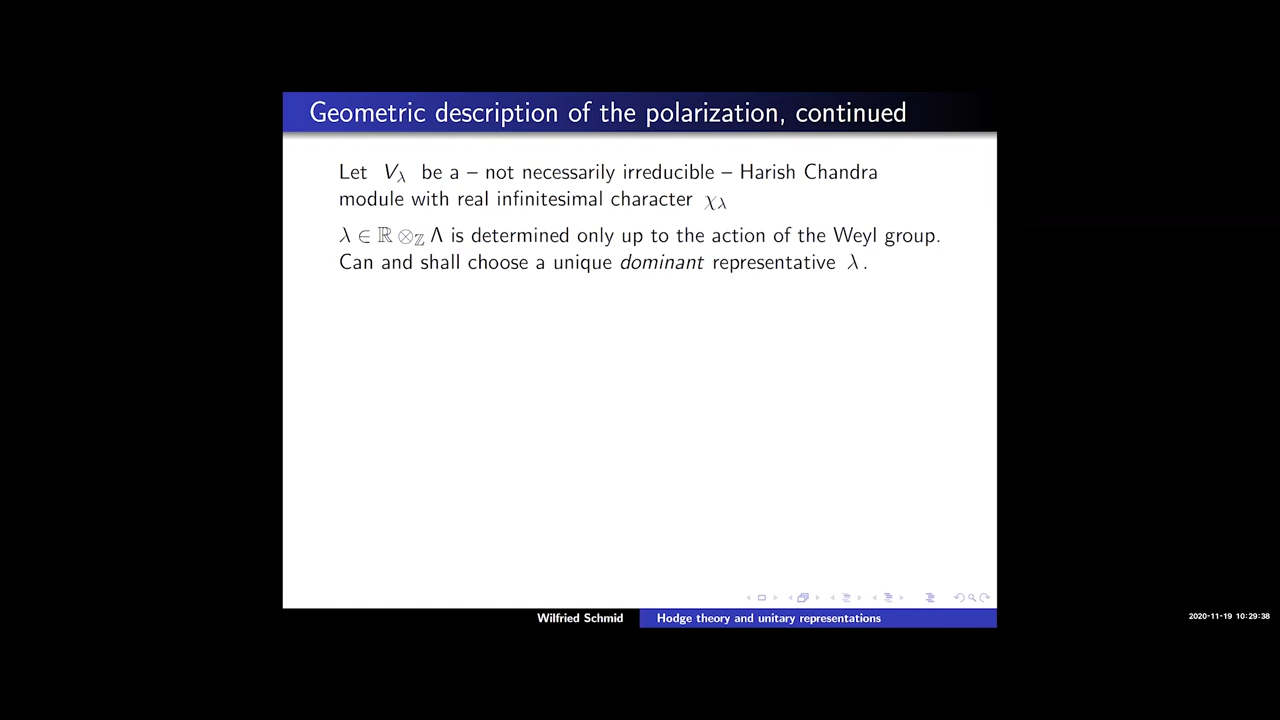 Geometric description of the polarization, continued
Let V_λ be a – not necessarily irreducible – Harish Chandra
module with real infinitesimal character χ_λ
λ ∈ ℝ ⊗_ℤ Λ is determined only up to the action of the Weyl group.
Can and shall choose a unique dominant representative λ .
Wilfried Schmid
Hodge theory and unitary representations
2020-11-19 10:29:38